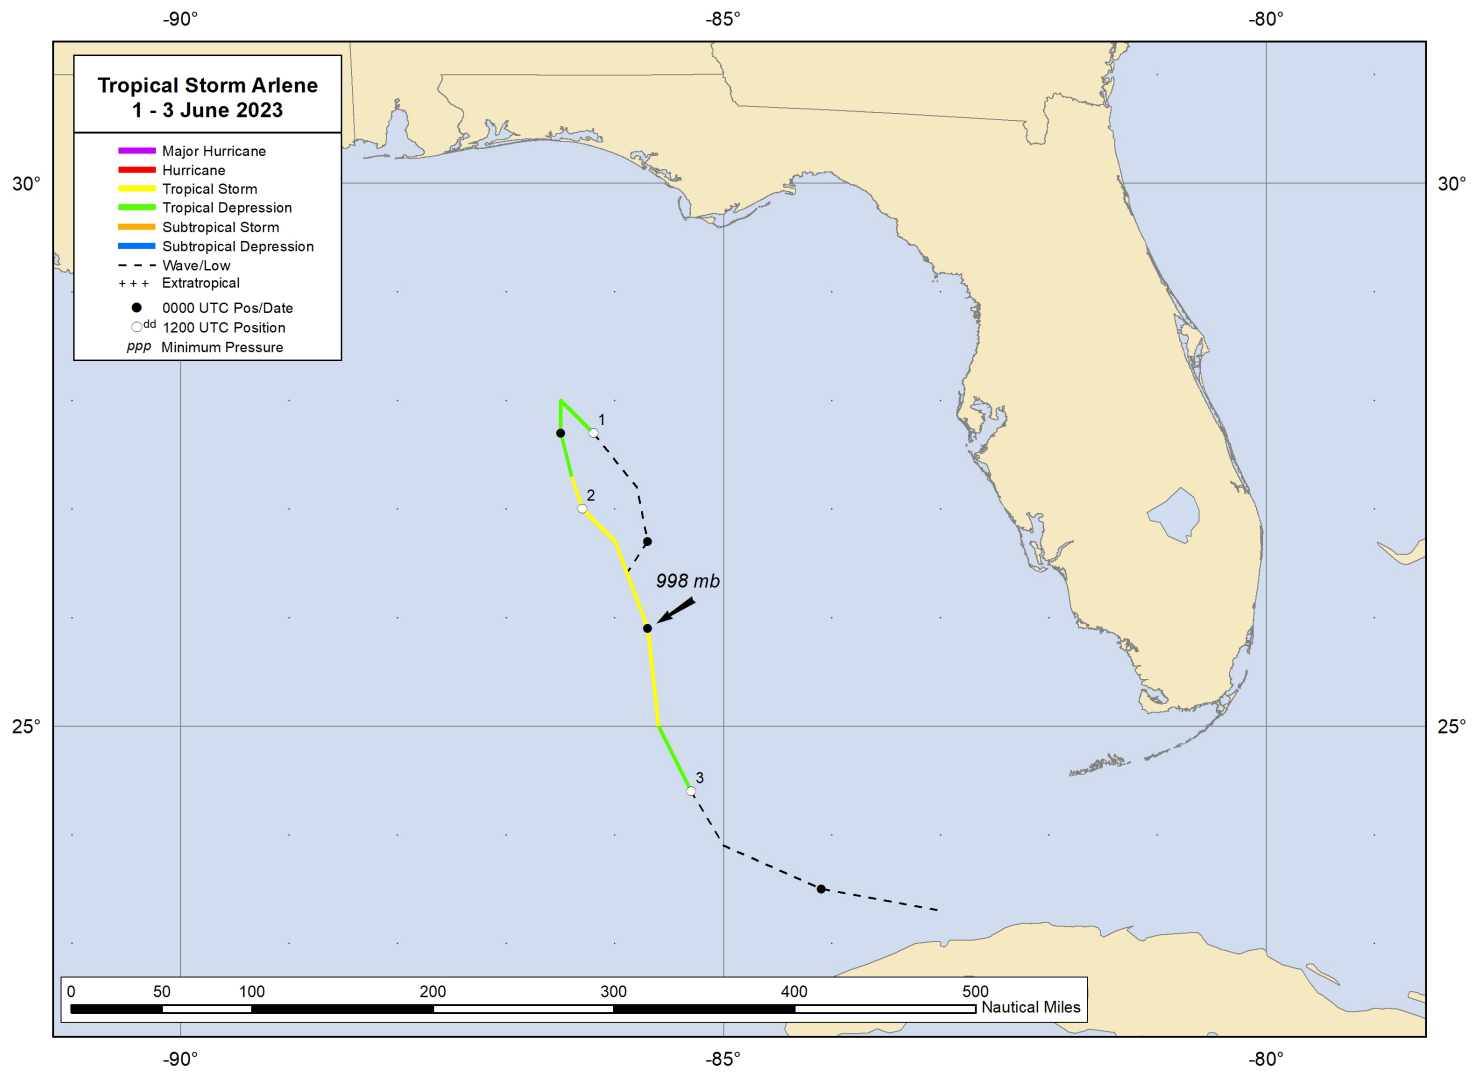 -90° -85° -80°
Tropical Storm Arlene
1 - 3 June 2023
Major Hurricane
Hurricane
Tropical Storm
Tropical Depression
Subtropical Storm
Subtropical Depression
Wave/Low
+++ Extratropical
0000 UTC Pos/Date
dd 1200 UTC Position
ppp Minimum Pressure
30° 30°
1
2
998 mb
25° 25°
3
0 50 100 200 300 400 500
Nautical Miles
-90° -85° -80°